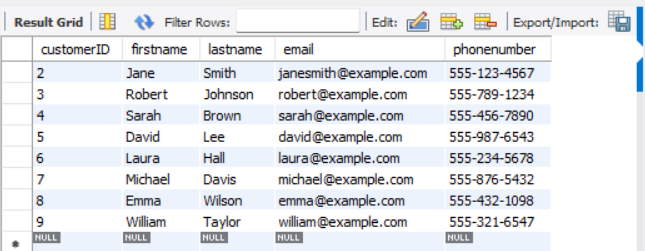 Result Grid Filter Rows: Edit: Export/Import:
customerID firstname lastname email phonenumber
2 Jane Smith janesmith@example.com 555-123-4567
3 Robert Johnson robert@example.com 555-789-1234
4 Sarah Brown sarah@example.com 555-456-7890
5 David Lee david@example.com 555-987-6543
6 Laura Hall laura@example.com 555-234-5678
7 Michael Davis michael@example.com 555-876-5432
8 Emma Wilson emma@example.com 555-432-1098
9 William Taylor william@example.com 555-321-6547
NULL NULL NULL NULL NULL